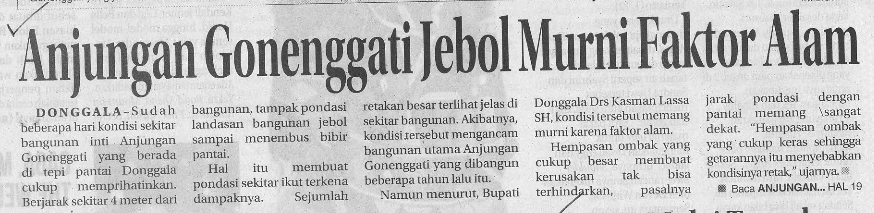 Anjungan Gonenggati Jebol Murni Faktor Alam
DONGGALA–Sudah
beberapa hari kondisi sekitar
bangunan inti Anjungan
Gonenggati yang berada
di tepi pantai Donggala
cukup memprihatinkan.
Berjarak sekitar 4 meter dari
bangunan, tampak pondasi
landasan bangunan jebol
sampai menembus bibir
pantai.
Hal itu membuat
pondasi sekitar ikut terkena
dampaknya. Sejumlah
retakan besar terlihat jelas di
sekitar bangunan. Akibatnya,
kondisi tersebut mengancam
bangunan utama Anjungan
Gonenggati yang dibangun
beberapa tahun lalu itu.
Namun menurut, Bupati
Donggala Drs Kasman Lassa
SH, kondisi tersebut memang
murni karena faktor alam.
Hempasan ombak yang
cukup besar membuat
kerusakan tak bisa
terhindarkan, pasalnya
jarak pondasi dengan
pantai memang \sangat
dekat. “Hempasan ombak
yang cukup keras sehingga
getarannya itu menyebabkan
kondisinya retak,” ujarnya.
Baca ANJUNGAN... HAL 19